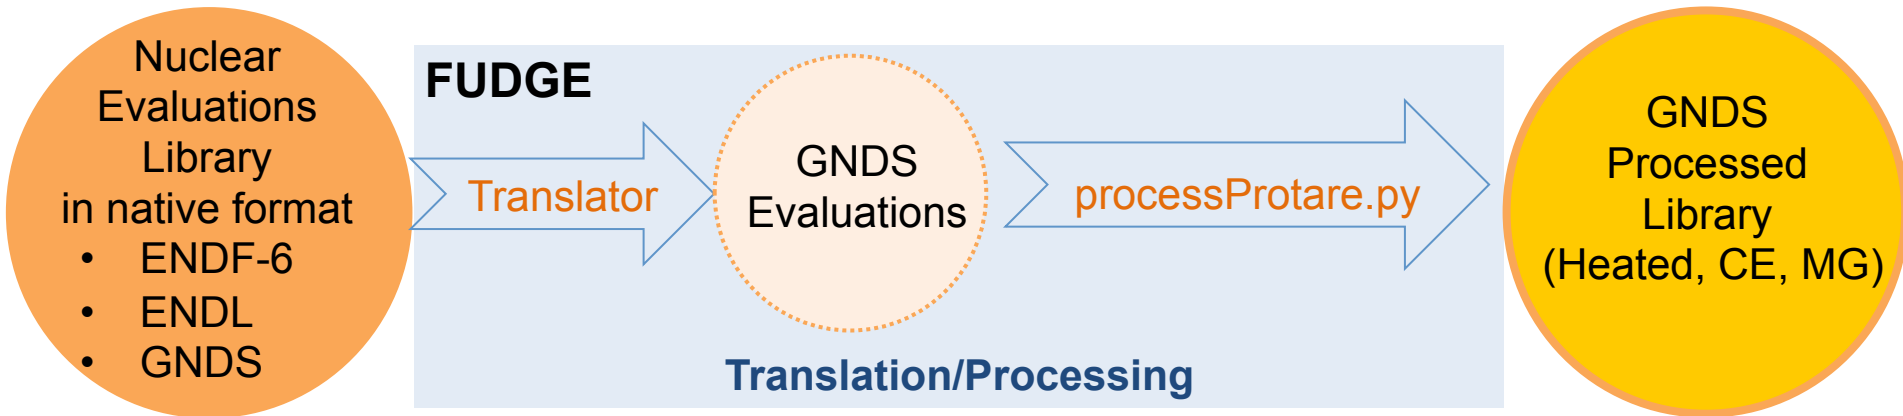 Nuclear
Evaluations
Library
in native format
• ENDF-6
• ENDL
• GNDS
FUDGE
Translator
GNDS
Evaluations
processProtare.py
Translation/Processing
GNDS
Processed
Library
(Heated, CE, MG)